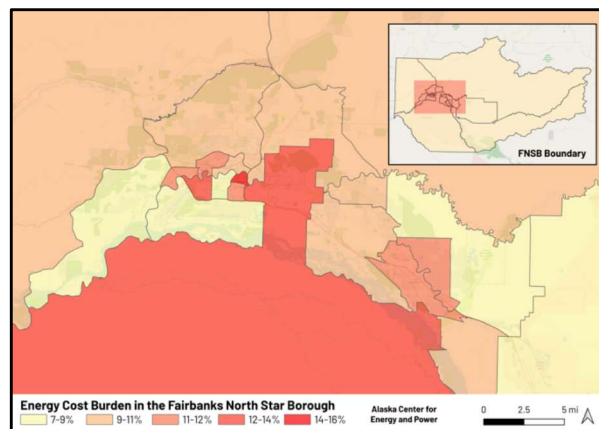 FNSB Boundary
Energy Cost Burden in the Fairbanks North Star Borough
7-9% 9-11% 11-12% 12-14% 14-16%
Alaska Center for
Energy and Power
0 2.5 5 mi